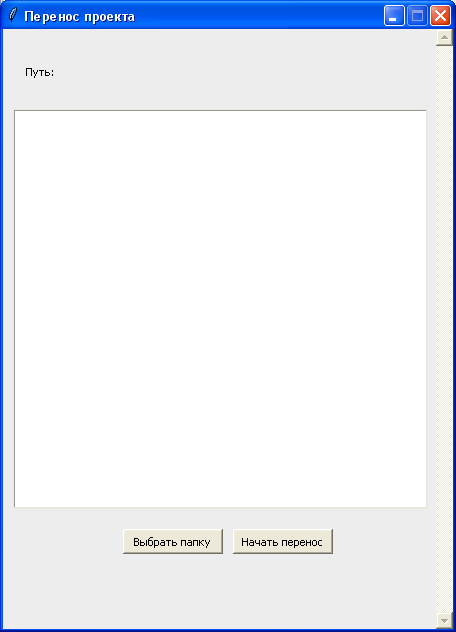 Перенос проекта
Путь:
Выбрать папку
Начать перенос